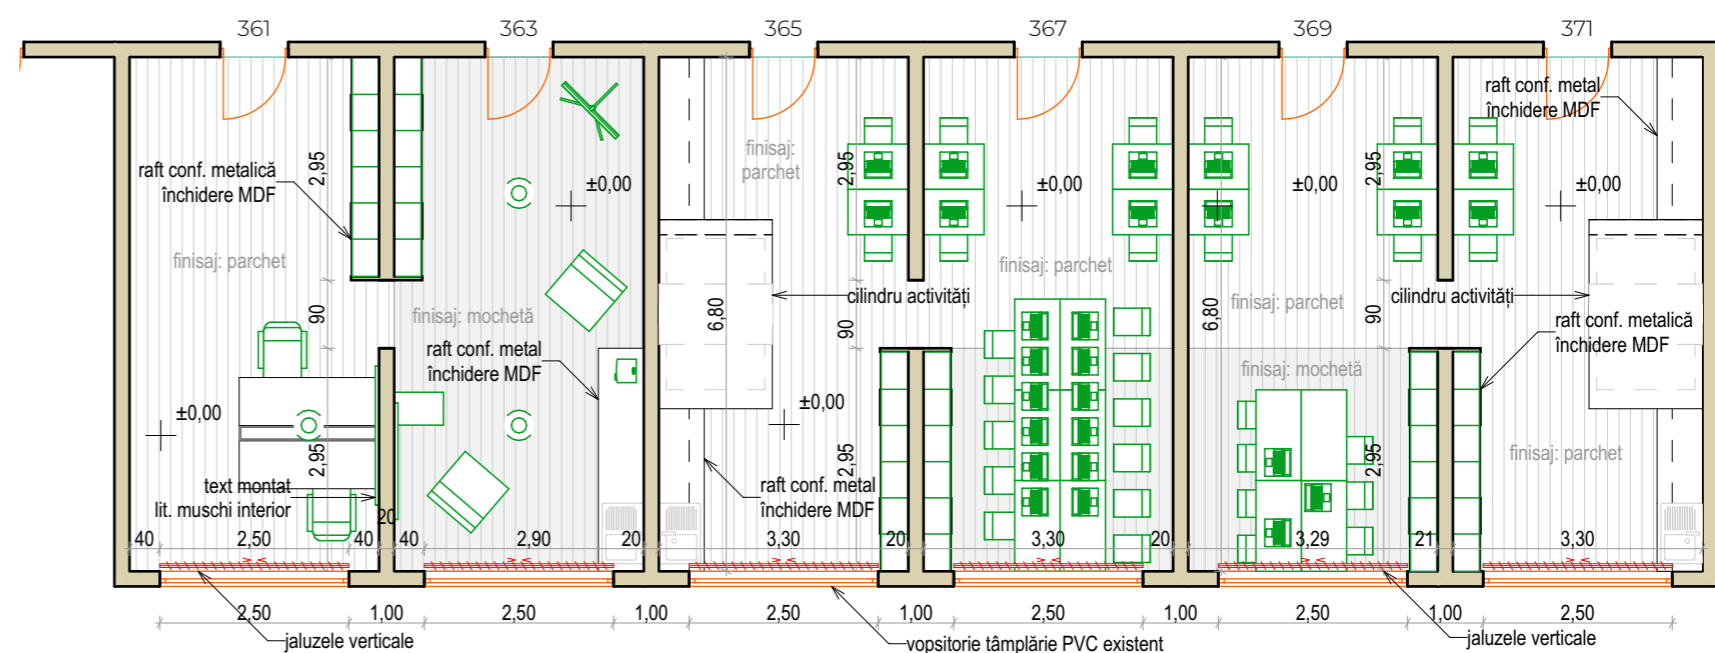 361 363 365 367 369 371
raft conf. metal
închidere MDF
finisaj:
parchet
2,95
2,95
2,95
raft conf. metalică
închidere MDF
±0,00
±0,00
±0,00
±0,00
finisaj: parchet
finisaj: parchet
cilindru activități
cilindru activități
finisaj: parchet
finisaj: mochetă
90
6,80
90
6,80
90
raft conf. metalică
închidere MDF
raft conf. metal
închidere MDF
finisaj: mochetă
±0,00
±0,00
2,95
2,95
2,95
finisaj: parchet
text montat
lit. muschi interior
raft conf. metal
închidere MDF
20
40 2,50 40 40 2,90 20 3,30 20 3,30 20 3,29 21 3,30
2,50 1,00 2,50 1,00 2,50 1,00 2,50 1,00 2,50 1,00 2,50
jaluzele verticale
vopsitorie tâmplărie PVC existent
jaluzele verticale